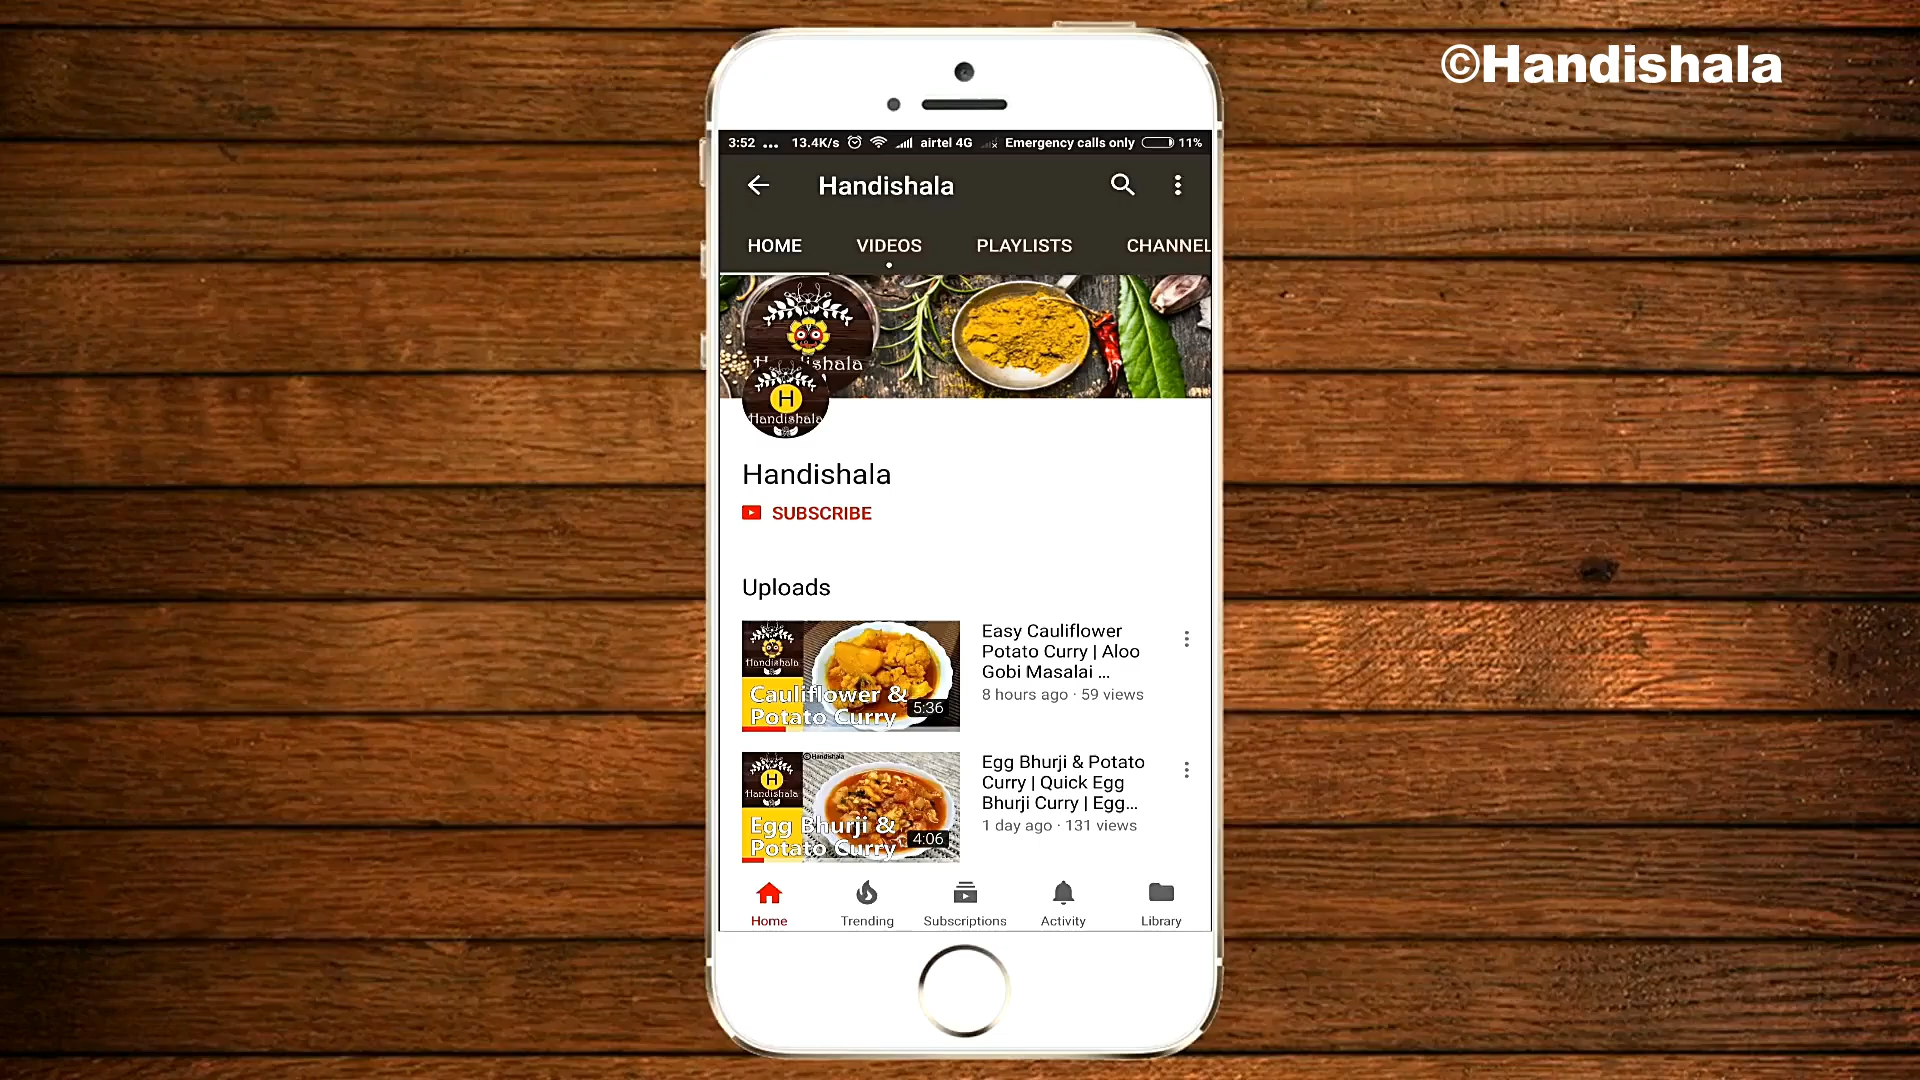 ©Handishala
3:52 ... 13.4K/s airtel 4G Emergency calls only 11%
Handishala
HOME VIDEOS PLAYLISTS CHANNEL
Handishala
H
Handishala
Handishala
SUBSCRIBE
Uploads
Handishala
Cauliflower &
Potato Curry
5:36
Easy Cauliflower
Potato Curry | Aloo
Gobi Masalai ...
8 hours ago · 59 views
©Handishala
H
Handishala
Egg Bhurji &
Potato Curry
4:06
Egg Bhurji & Potato
Curry | Quick Egg
Bhurji Curry | Egg...
1 day ago · 131 views
Home Trending Subscriptions Activity Library